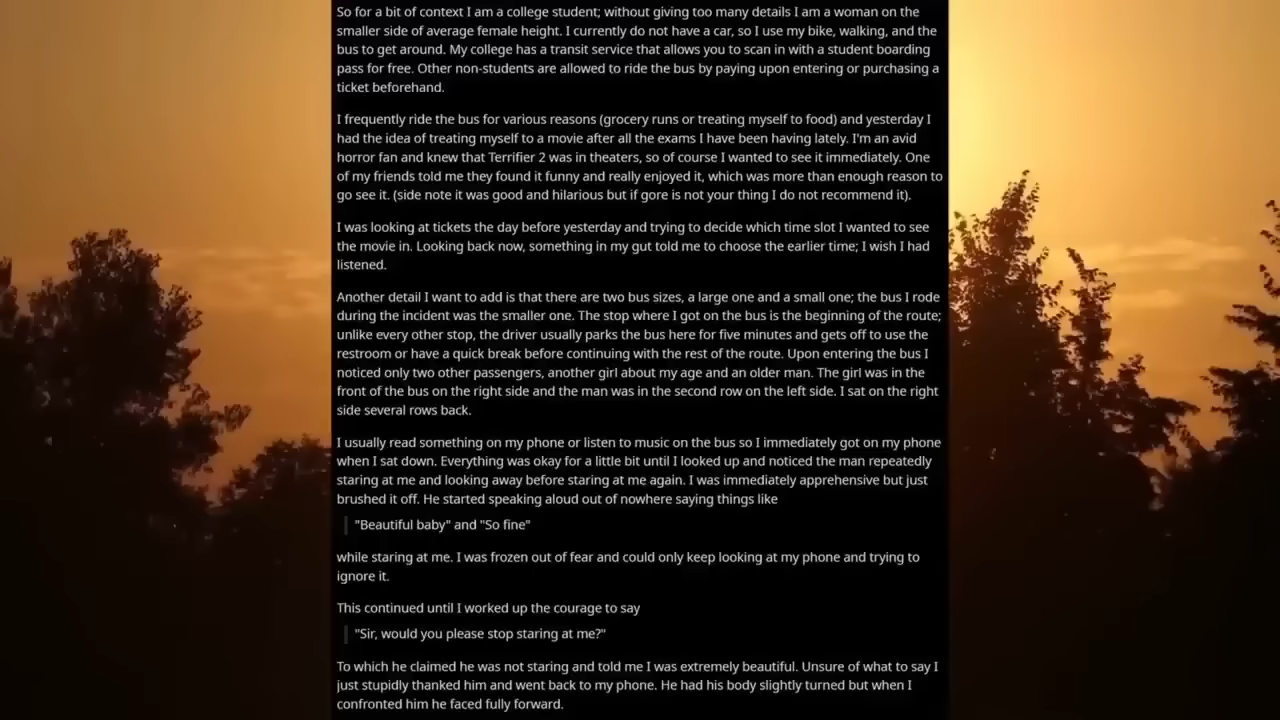 So for a bit of context I am a college student; without giving too many details I am a woman on the
smaller side of average female height. I currently do not have a car, so I use my bike, walking, and the
bus to get around. My college has a transit service that allows you to scan in with a student boarding
pass for free. Other non-students are allowed to ride the bus by paying upon entering or purchasing a
ticket beforehand.
I frequently ride the bus for various reasons (grocery runs or treating myself to food) and yesterday I
had the idea of treating myself to a movie after all the exams I have been having lately. I'm an avid
horror fan and knew that Terrifier 2 was in theaters, so of course I wanted to see it immediately. One
of my friends told me they found it funny and really enjoyed it, which was more than enough reason to
go see it. (side note it was good and hilarious but if gore is not your thing I do not recommend it).
I was looking at tickets the day before yesterday and trying to decide which time slot I wanted to see
the movie in. Looking back now, something in my gut told me to choose the earlier time; I wish I had
listened.
Another detail I want to add is that there are two bus sizes, a large one and a small one; the bus I rode
during the incident was the smaller one. The stop where I got on the bus is the beginning of the route;
unlike every other stop, the driver usually parks the bus here for five minutes and gets off to use the
restroom or have a quick break before continuing with the rest of the route. Upon entering the bus I
noticed only two other passengers, another girl about my age and an older man. The girl was in the
front of the bus on the right side and the man was in the second row on the left side. I sat on the right
side several rows back.
I usually read something on my phone or listen to music on the bus so I immediately got on my phone
when I sat down. Everything was okay for a little bit until I looked up and noticed the man repeatedly
staring at me and looking away before staring at me again. I was immediately apprehensive but just
brushed it off. He started speaking aloud out of nowhere saying things like
"Beautiful baby" and "So fine"
while staring at me. I was frozen out of fear and could only keep looking at my phone and trying to
ignore it.
This continued until I worked up the courage to say
"Sir, would you please stop staring at me?"
To which he claimed he was not staring and told me I was extremely beautiful. Unsure of what to say I
just stupidly thanked him and went back to my phone. He had his body slightly turned but when I
confronted him he faced fully forward.